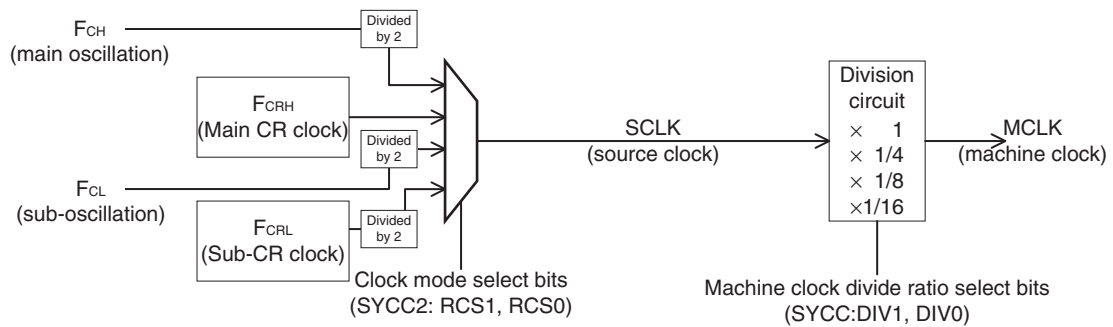 FCH
(main oscillation)
Divided
by 2
FCRH
(Main CR clock)
Divided
by 2
FCL
(sub-oscillation)
FCRL
(Sub-CR clock)
Divided
by 2
Clock mode select bits
(SYCC2: RCS1, RCS0)
SCLK
(source clock)
Division
circuit
× 1
× 1/4
× 1/8
×1/16
MCLK
(machine clock)
Machine clock divide ratio select bits
(SYCC:DIV1, DIV0)